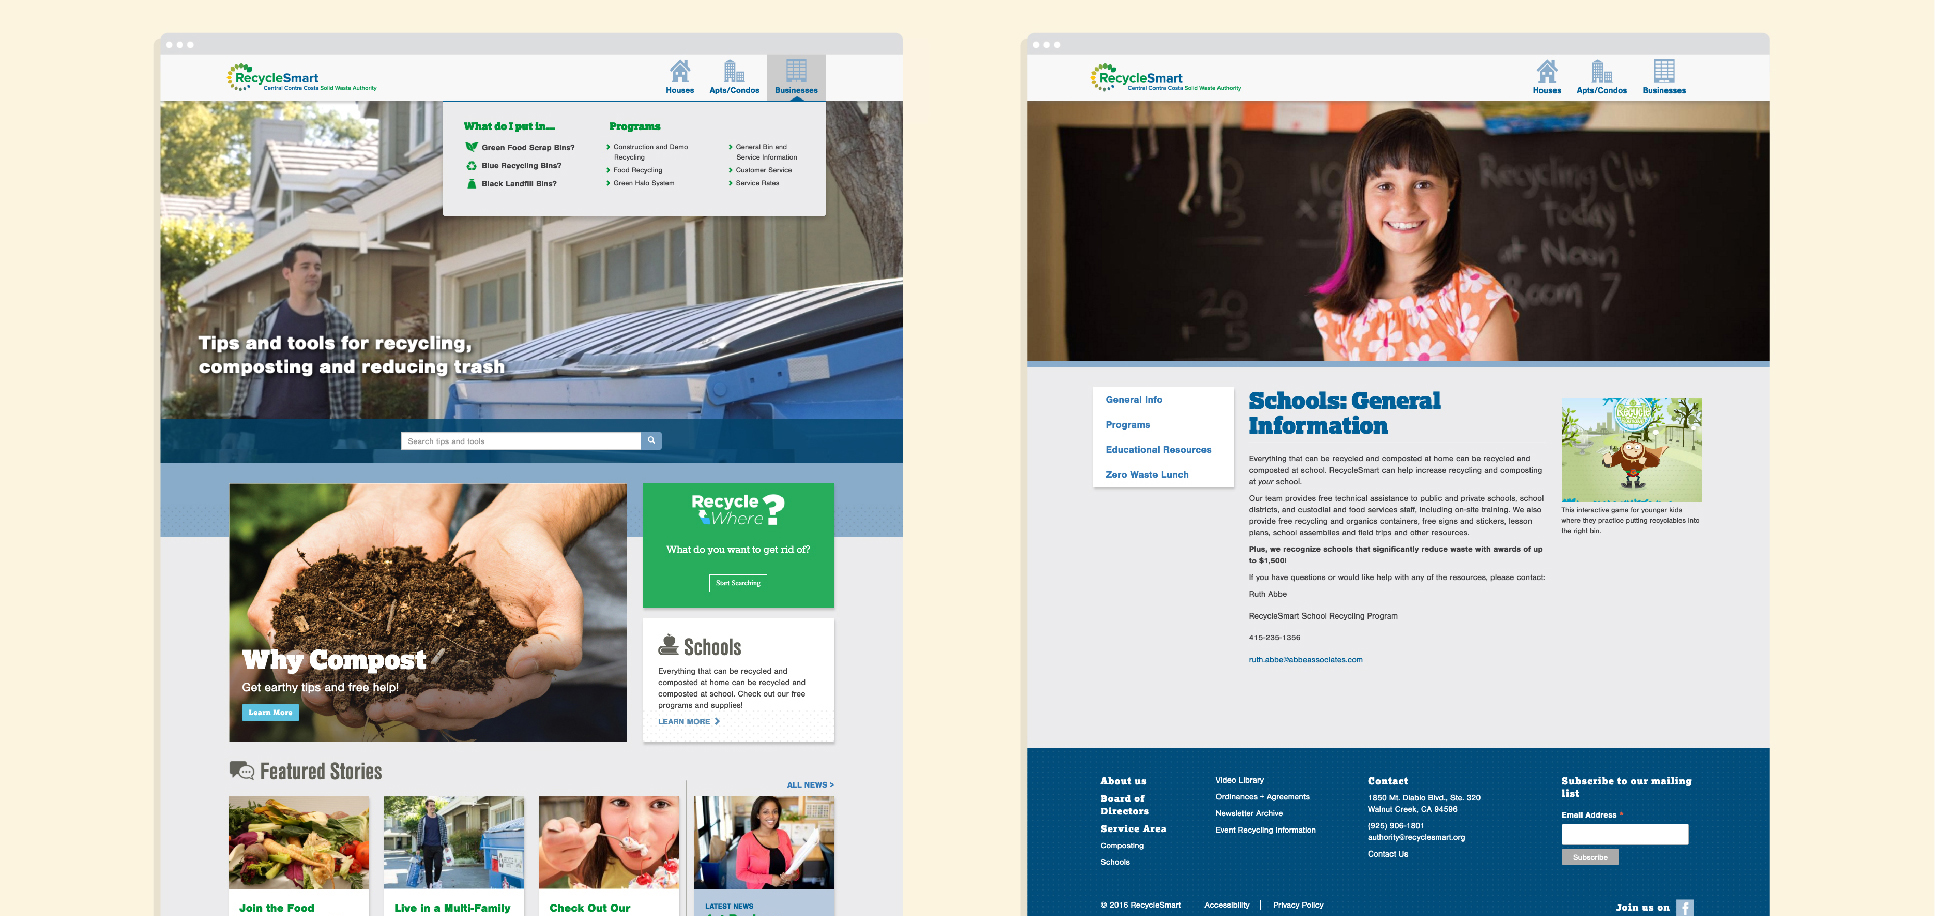 RecycleSmart
Central Contra Costa Solid Waste Authority
Houses
Apts/Condos
Businesses
What do I put in...
Green Food Scrap Bins?
Blue Recycling Bins?
Black Landfill Bins?
Programs
Construction and Demo
Recycling
Food Recycling
Green Halo System
General Bin and
Service Information
Customer Service
Service Rates
Tips and tools for recycling,
composting and reducing trash
Search tips and tools
Why Compost
Get earthy tips and free help!
Learn More
Recycle
Where?
What do you want to get rid of?
Start Searching
Schools
Everything that can be recycled and
composted at home can be recycled and
composted at school. Check out our free
programs and supplies!
LEARN MORE >
Featured Stories
ALL NEWS >
Join the Food
Live in a Multi-Family
Check Out Our
LATEST NEWS
RecycleSmart
Central Contra Costa Solid Waste Authority
Houses
Apts/Condos
Businesses
Recycling Club
today!
at Noon
Room 7
20
+ 5
General Info
Programs
Educational Resources
Zero Waste Lunch
Schools: General
Information
Everything that can be recycled and composted at home can be recycled and
composted at school. RecycleSmart can help increase recycling and composting
at your school.
Our team provides free technical assistance to public and private schools, school
districts, and custodial and food services staff, including on-site training. We also
provide free recycling and organics containers, free signs and stickers, lesson
plans, school assemblies and field trips and other resources.
Plus, we recognize schools that significantly reduce waste with awards of up
to $1,500!
If you have questions or would like help with any of the resources, please contact:
Ruth Abbe
RecycleSmart School Recycling Program
415-235-1356
ruth.abbe@abbeassociates.com
Recycle
This interactive game for younger kids
where they practice putting recyclables into
the right bin.
About us
Board of
Directors
Service Area
Composting
Schools
Video Library
Ordinances + Agreements
Newsletter Archive
Event Recycling Information
Contact
1850 Mt. Diablo Blvd., Ste. 320
Walnut Creek, CA 94596
(925) 906-1801
authority@recyclesmart.org
Contact Us
Subscribe to our mailing
list
Email Address *
Subscribe
© 2016 RecycleSmart
Accessibility
Privacy Policy
Join us on f